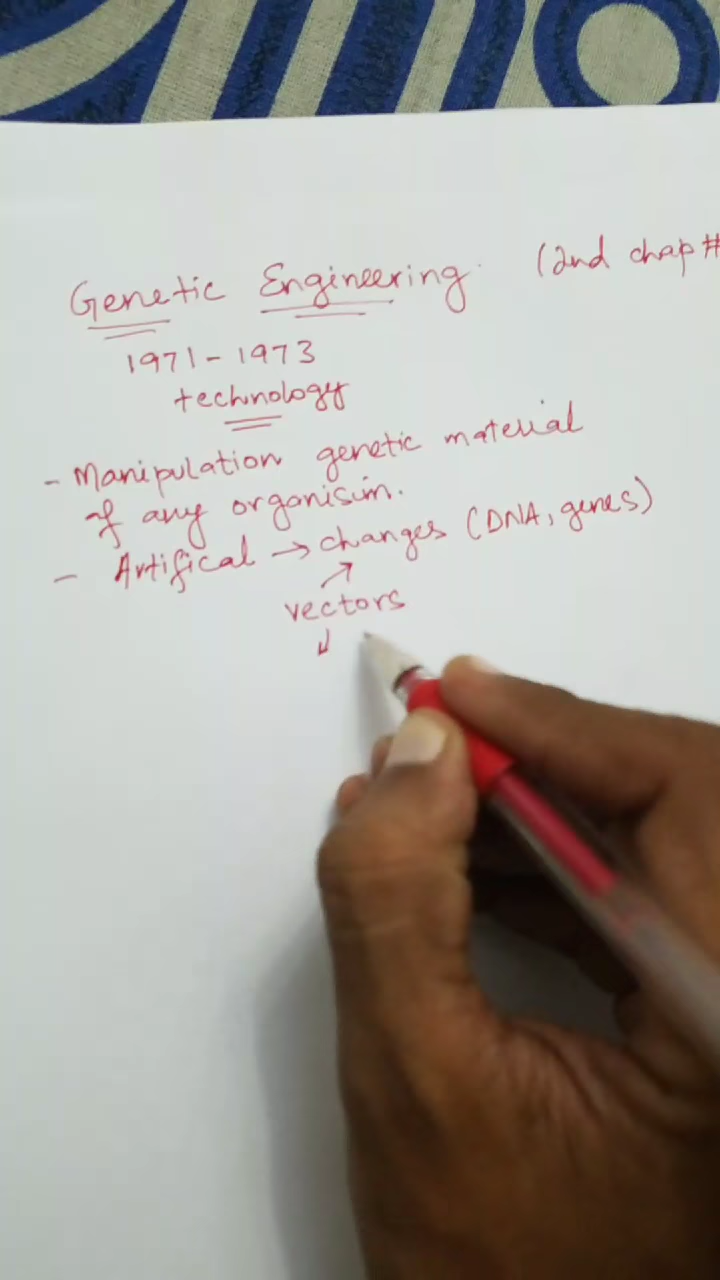 Genetic Engineering. (2nd chap #
1971 - 1973
technology
- Manipulation genetic material
of any organisim.
- Artifical → changes (DNA, genes)
vectors